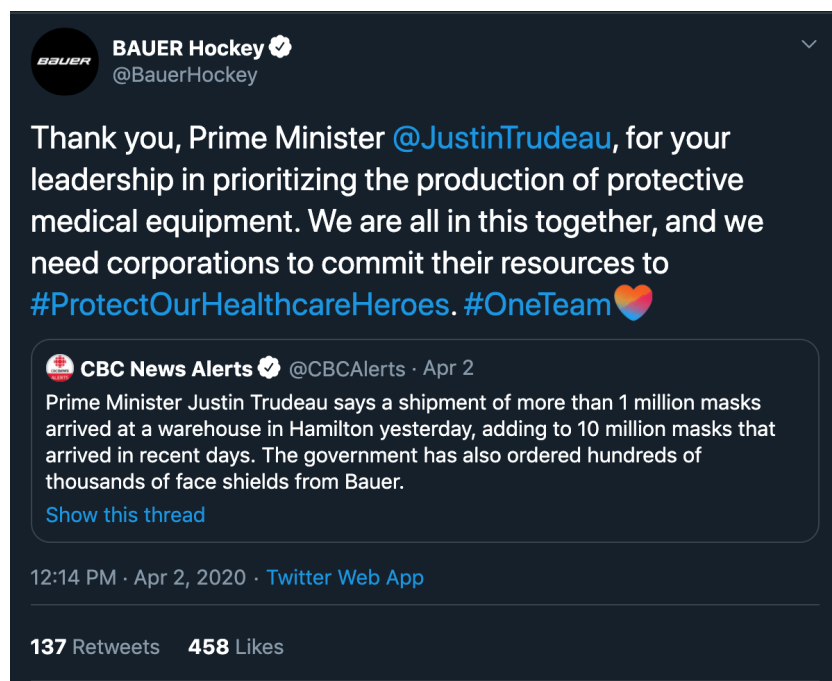 BAUER
BAUER Hockey
@BauerHockey
Thank you, Prime Minister @JustinTrudeau, for your
leadership in prioritizing the production of protective
medical equipment. We are all in this together, and we
need corporations to commit their resources to
#ProtectOurHealthcareHeroes. #OneTeam
CBC News Alerts @CBCAlerts · Apr 2
Prime Minister Justin Trudeau says a shipment of more than 1 million masks
arrived at a warehouse in Hamilton yesterday, adding to 10 million masks that
arrived in recent days. The government has also ordered hundreds of
thousands of face shields from Bauer.
Show this thread
12:14 PM · Apr 2, 2020 · Twitter Web App
137 Retweets 458 Likes